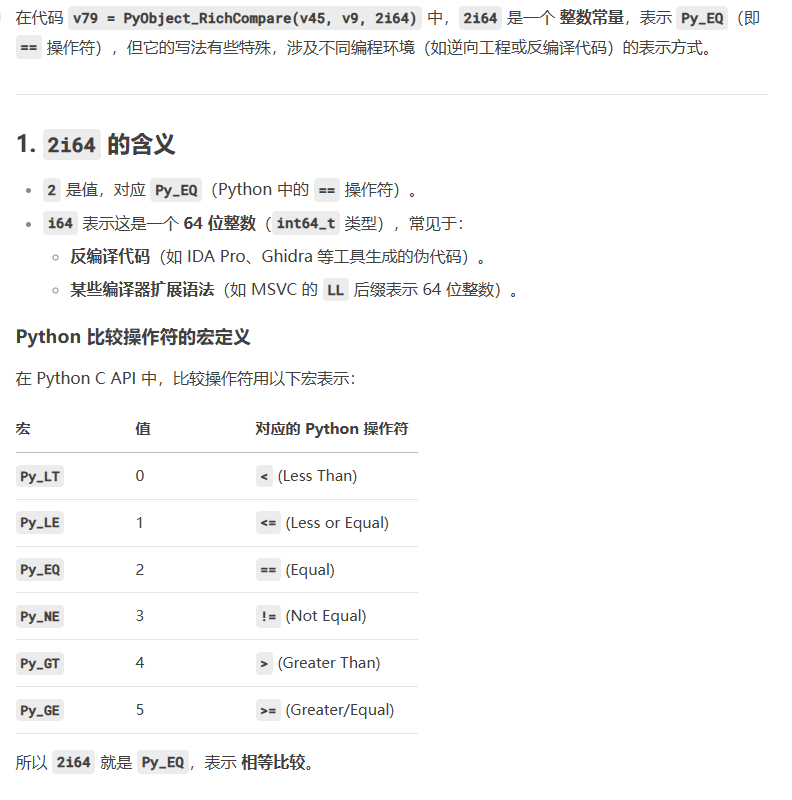 在代码 v79 = PyObject_RichCompare(v45, v9, 2i64) 中，2i64 是一个 整数常量，表示 Py_EQ（即
== 操作符），但它的写法有些特殊，涉及不同编程环境（如逆向工程或反编译代码）的表示方式。
1. 2i64 的含义
2 是值，对应 Py_EQ（Python 中的 == 操作符）。
i64 表示这是一个 64 位整数（int64_t 类型），常见于：
反编译代码（如 IDA Pro、Ghidra 等工具生成的伪代码）。
某些编译器扩展语法（如 MSVC 的 LL 后缀表示 64 位整数）。
Python 比较操作符的宏定义
在 Python C API 中，比较操作符用以下宏表示：
宏 值 对应的 Python 操作符
Py_LT 0 < (Less Than)
Py_LE 1 <= (Less or Equal)
Py_EQ 2 == (Equal)
Py_NE 3 != (Not Equal)
Py_GT 4 > (Greater Than)
Py_GE 5 >= (Greater/Equal)
所以 2i64 就是 Py_EQ，表示 相等比较。